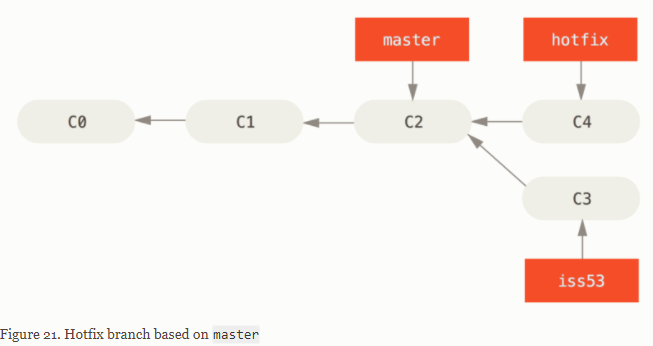 master hotfix
C0 C1 C2 C4
C3
iss53
Figure 21. Hotfix branch based on master